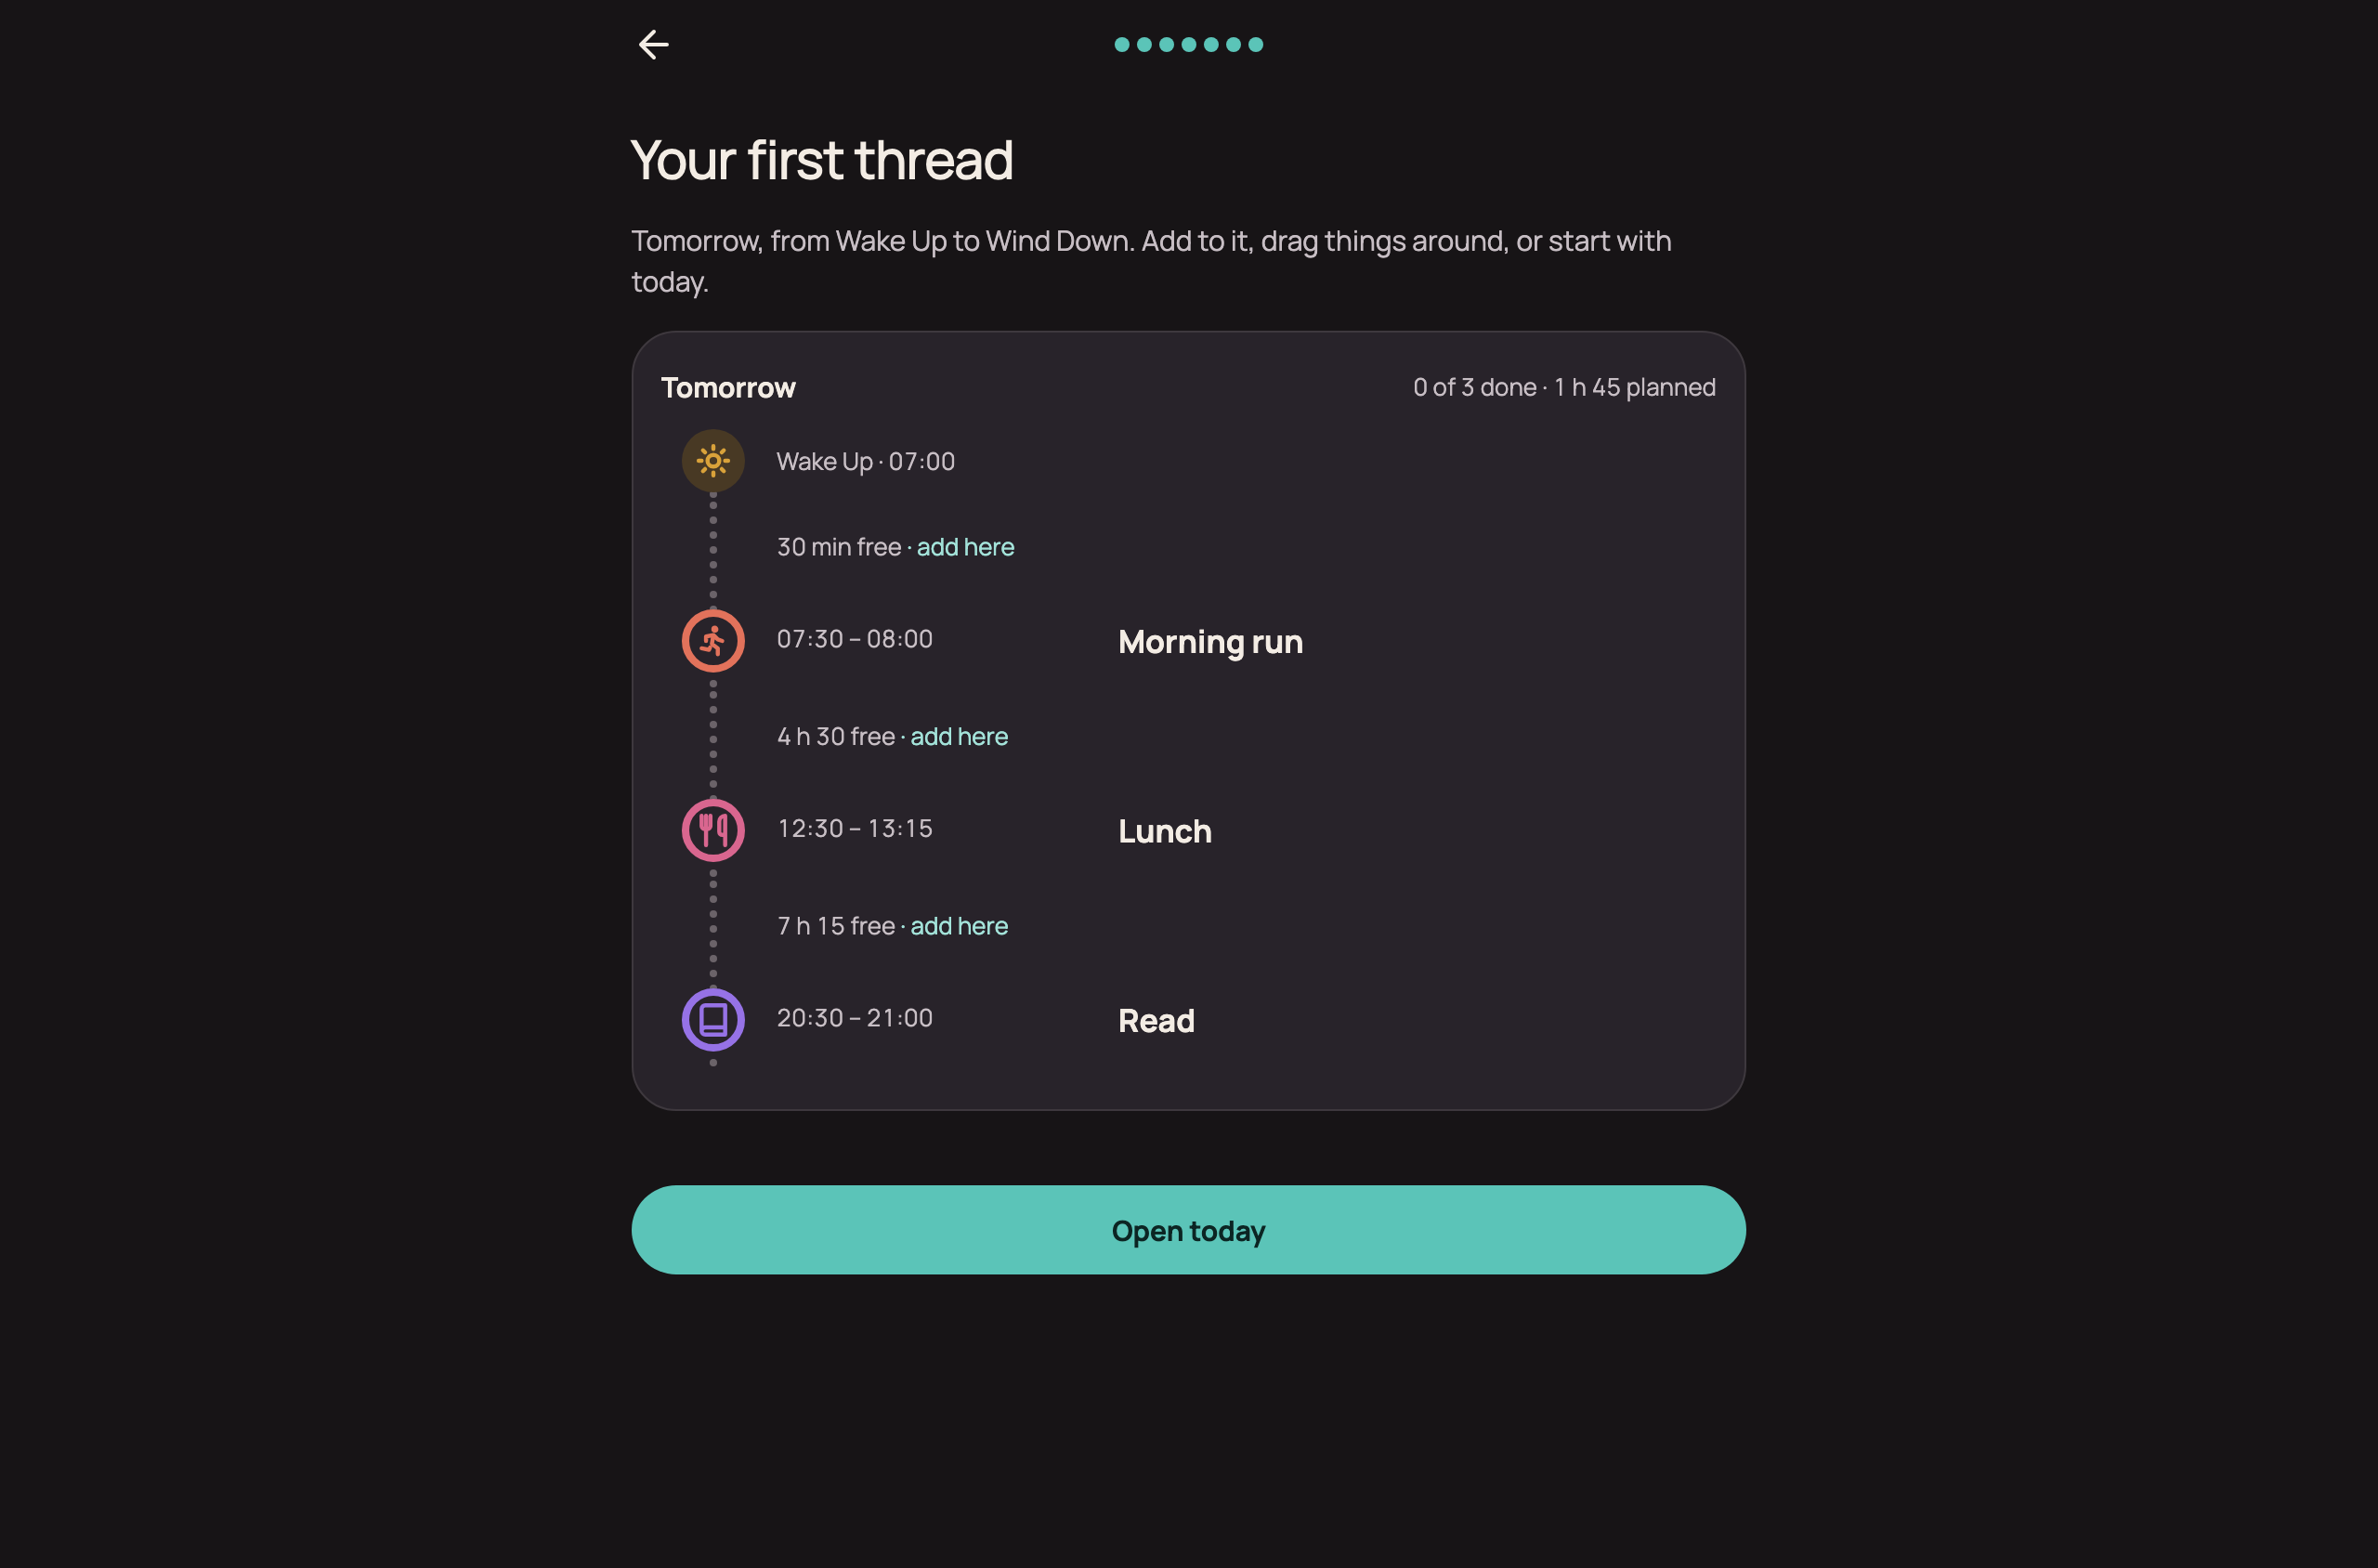 Your first thread
Tomorrow, from Wake Up to Wind Down. Add to it, drag things around, or start with
today.
Tomorrow
0 of 3 done · 1 h 45 planned
Wake Up · 07:00
30 min free · add here
07:30 – 08:00
Morning run
4 h 30 free · add here
12:30 – 13:15
Lunch
7 h 15 free · add here
20:30 – 21:00
Read
Open today